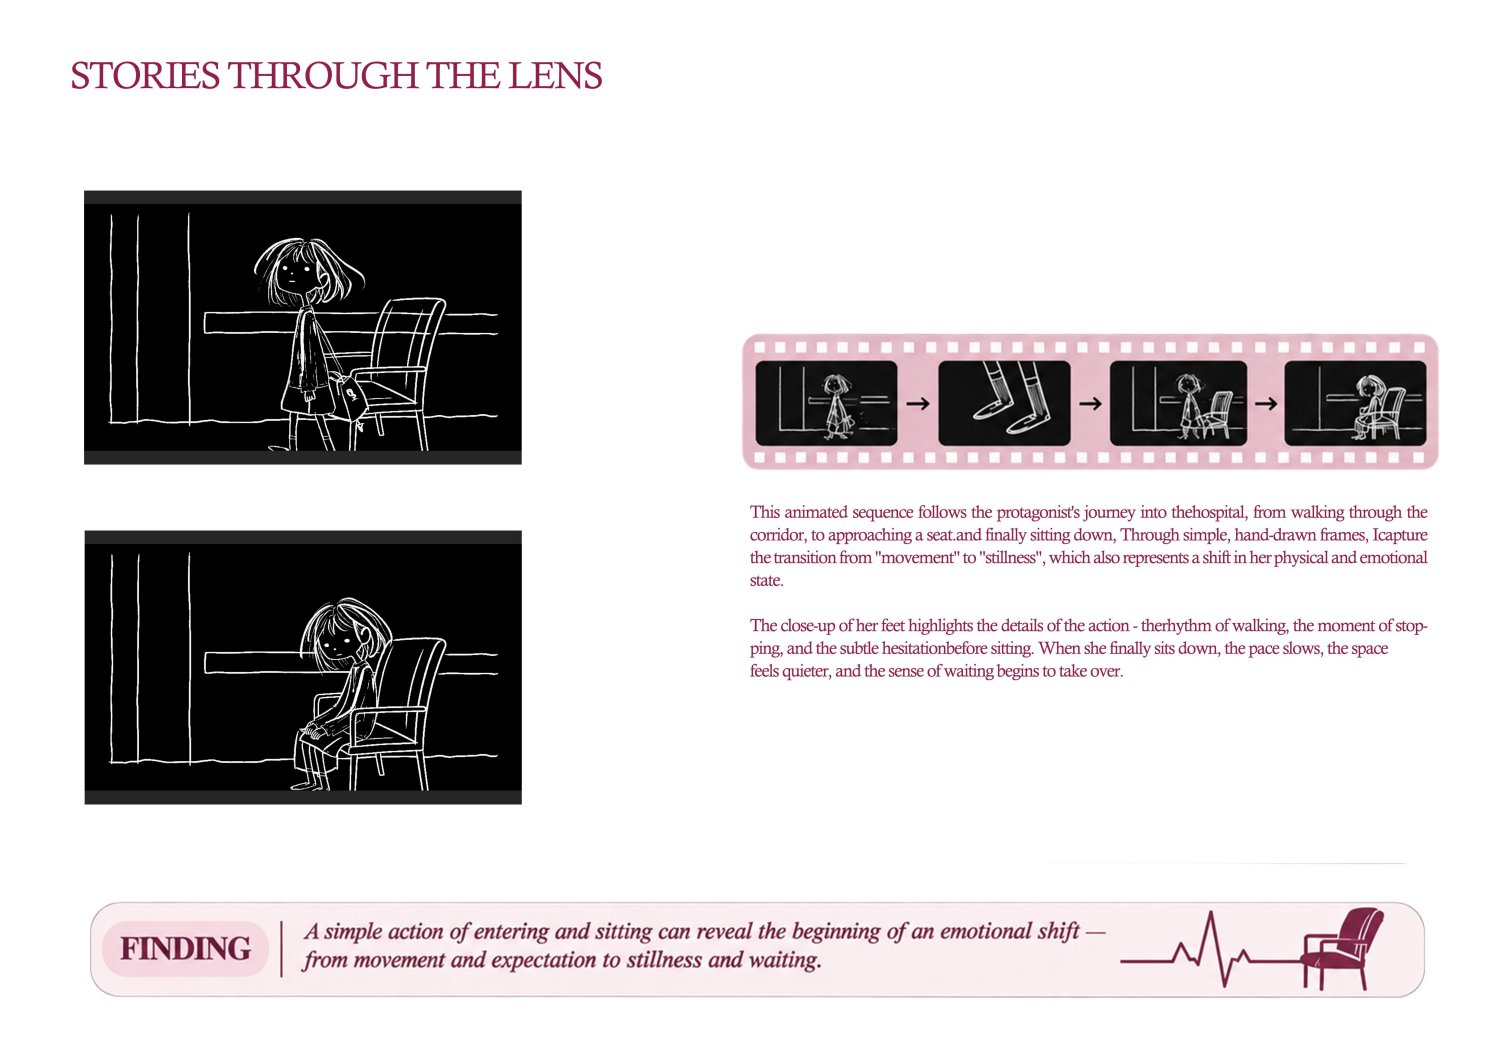 STORIES THROUGH THE LENS
This animated sequence follows the protagonist's journey into thehospital, from walking through the
corridor, to approaching a seat.and finally sitting down, Through simple, hand-drawn frames, Icapture
the transition from "movement" to "stillness", which also represents a shift in her physical and emotional
state.
The close-up of her feet highlights the details of the action - therhythm of walking, the moment of stop-
ping, and the subtle hesitationbefore sitting. When she finally sits down, the pace slows, the space
feels quieter, and the sense of waiting begins to take over.
FINDING
A simple action of entering and sitting can reveal the beginning of an emotional shift —
from movement and expectation to stillness and waiting.